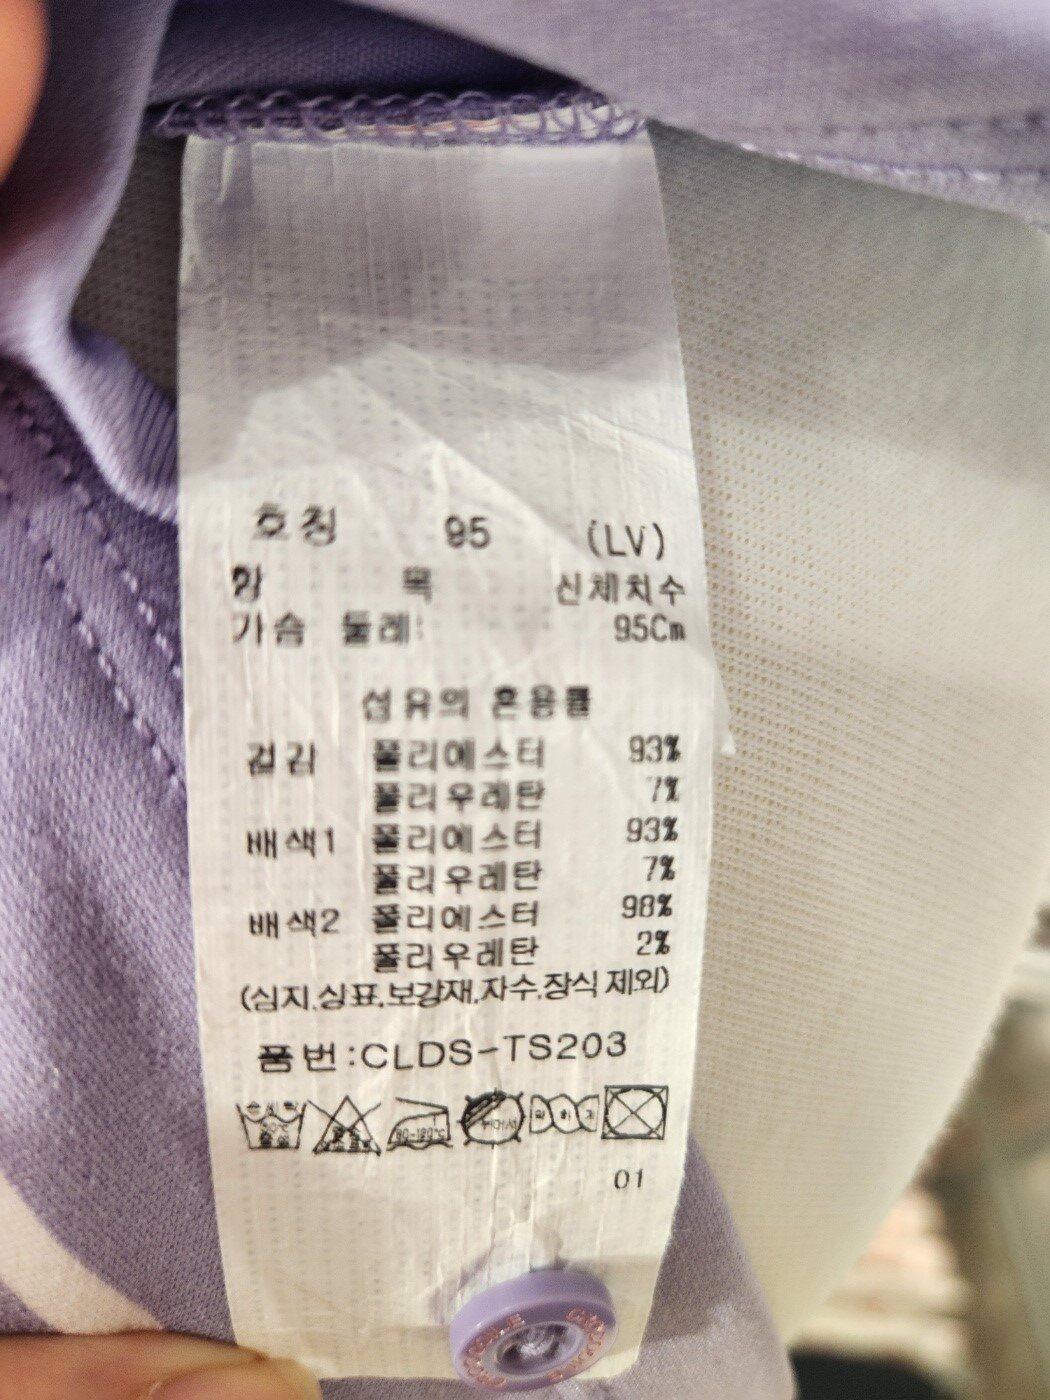 호칭 95 (LV)
항 목 신체치수
가슴 둘레 95Cm
섬유의 혼용률
겉감 폴리에스터 93%
폴리우레탄 7%
배색1 폴리에스터 93%
폴리우레탄 7%
배색2 폴리에스터 98%
폴리우레탄 2%
(심지,상표,보강재,자수,장식 제외)
품번:CLDS-TS203
01